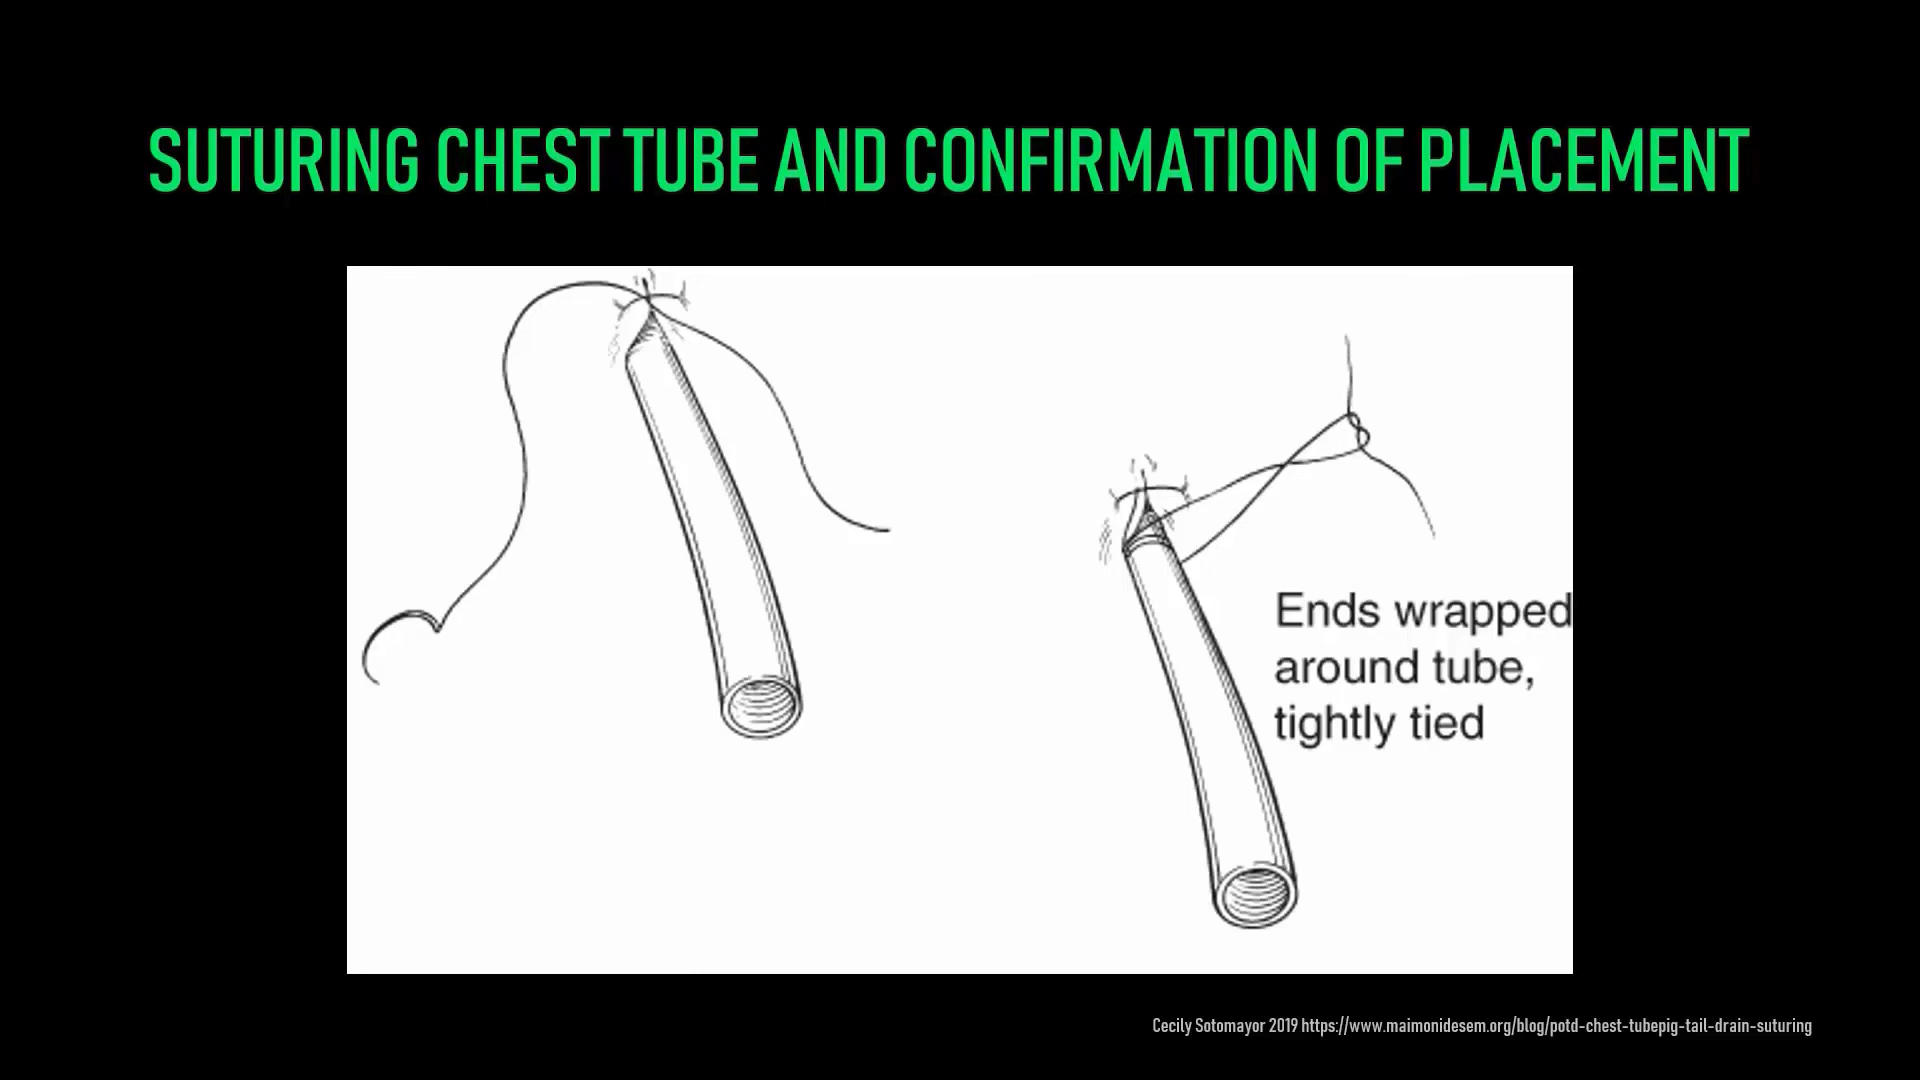 SUTURING CHEST TUBE AND CONFIRMATION OF PLACEMENT
Ends wrapped
around tube,
tightly tied
Cecily Sotomayor 2019 https://www.maimonidesem.org/blog/potd-chest-tubepig-tail-drain-suturing